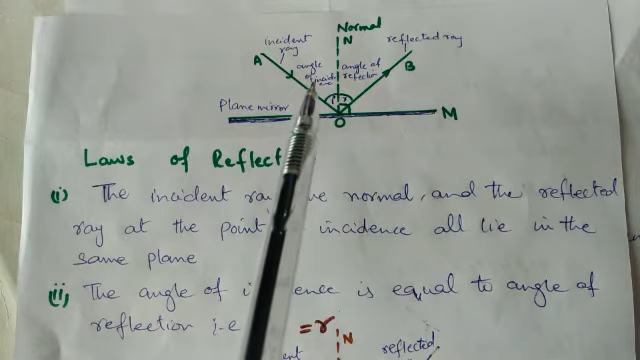 Normal
incident
ray
N
reflected ray
A
angle
of
angle of
B
Plane mirror
i
r
M
O
Laws of Reflect
(i) The incident ra normal, and the reflected
ray at the point incidence all lie in the
same plane
(ii) The angle of i ence is equal to angle of
reflection i.e = r
N
reflected